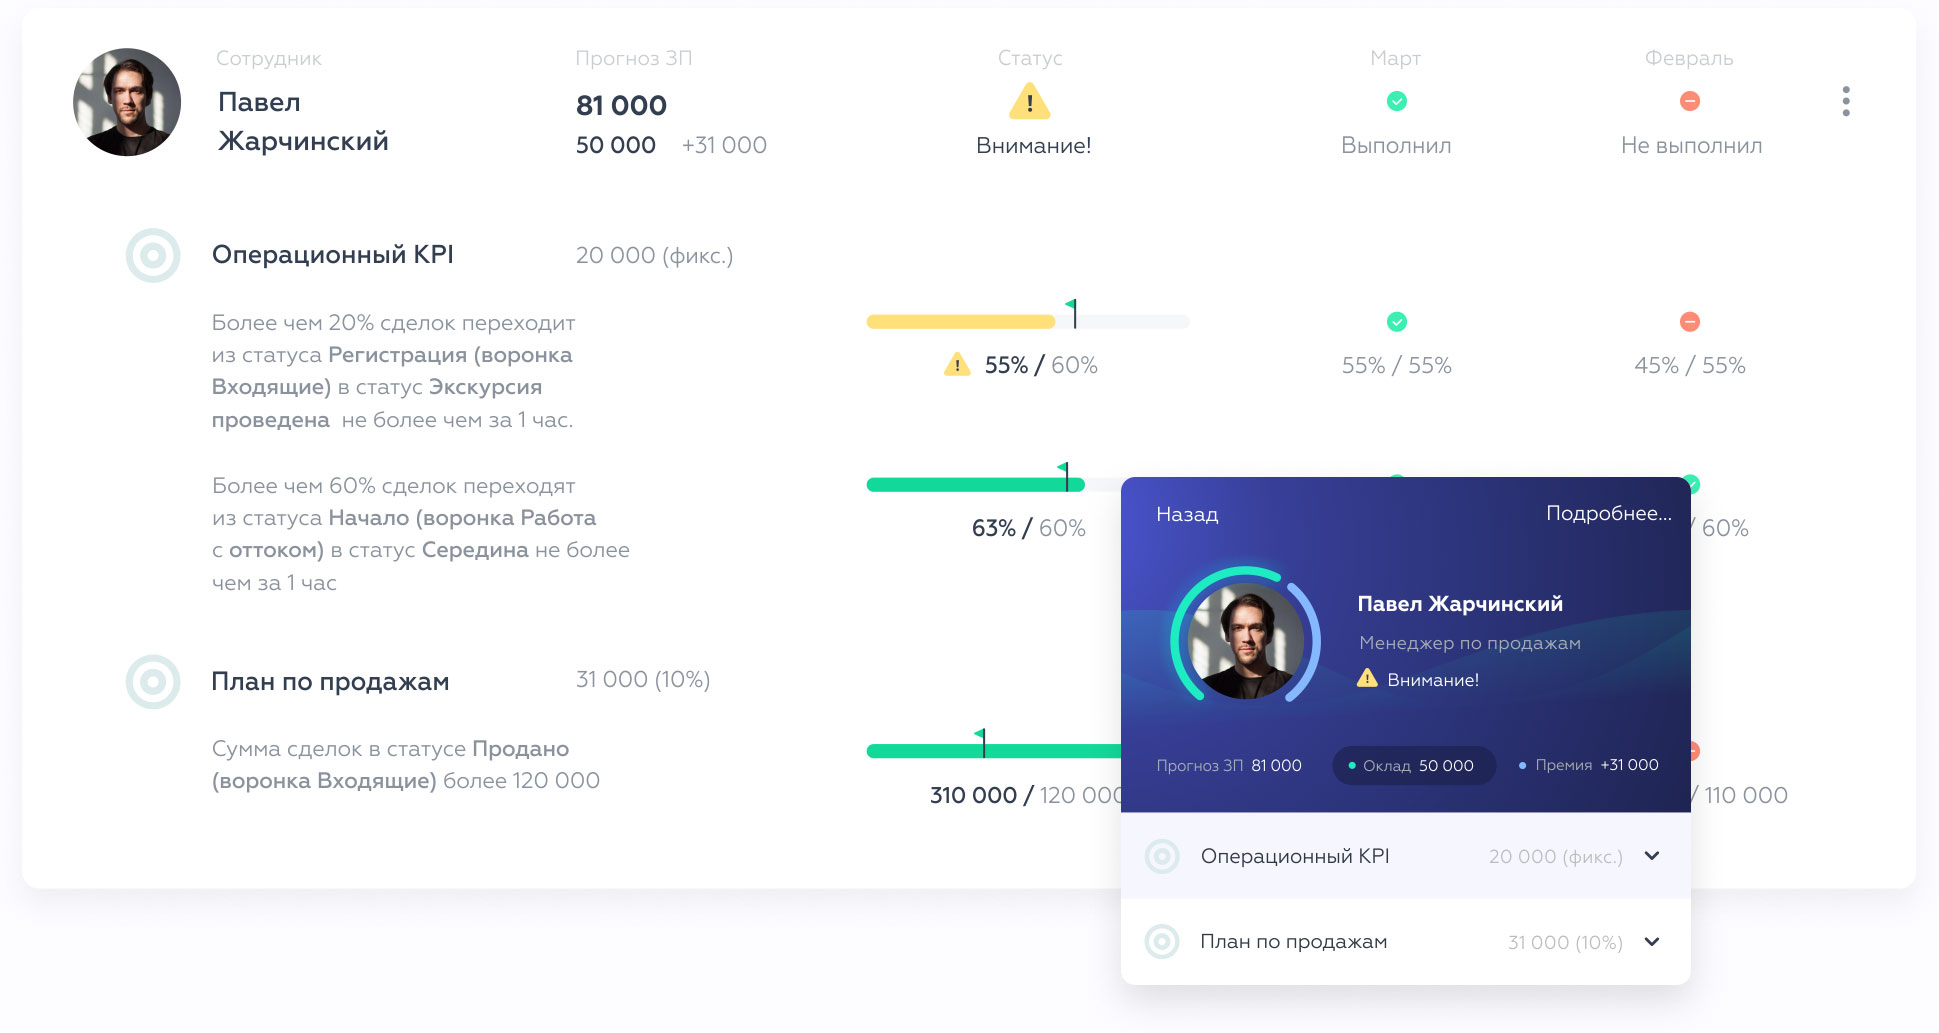 Сотрудник
Прогноз ЗП
Статус
Март
Февраль
Павел
Жарчинский
81 000
50 000 +31 000
Внимание!
Выполнил
Не выполнил
Операционный KPI
20 000 (фикс.)
Более чем 20% сделок переходит
из статуса Регистрация (воронка
Входящие) в статус Экскурсия
проведена не более чем за 1 час.
55% / 60%
55% / 55%
45% / 55%
Более чем 60% сделок переходят
из статуса Начало (воронка Работа
с оттоком) в статус Середина не более
чем за 1 час
63% / 60%
/ 60%
План по продажам
31 000 (10%)
Сумма сделок в статусе Продано
(воронка Входящие) более 120 000
310 000 / 120 000
/ 110 000
Назад
Подробнее...
Павел Жарчинский
Менеджер по продажам
Внимание!
Прогноз ЗП 81 000
Оклад 50 000
Премия +31 000
Операционный KPI
20 000 (фикс.)
План по продажам
31 000 (10%)